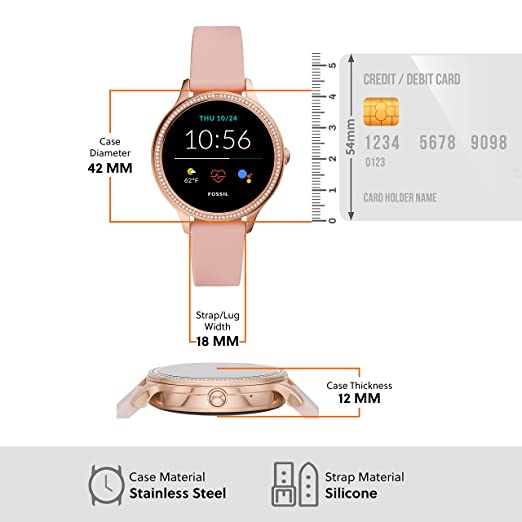 THU 10/24
10:56
62°F
FOSSIL
Case
Diameter
42 MM
5
4
3
2
1
0
54mm
CREDIT / DEBIT CARD
1234 5678 9098
0123
CARD HOLDER NAME
Strap/Lug
Width
18 MM
Case Thickness
12 MM
Case Material
Stainless Steel
Strap Material
Silicone